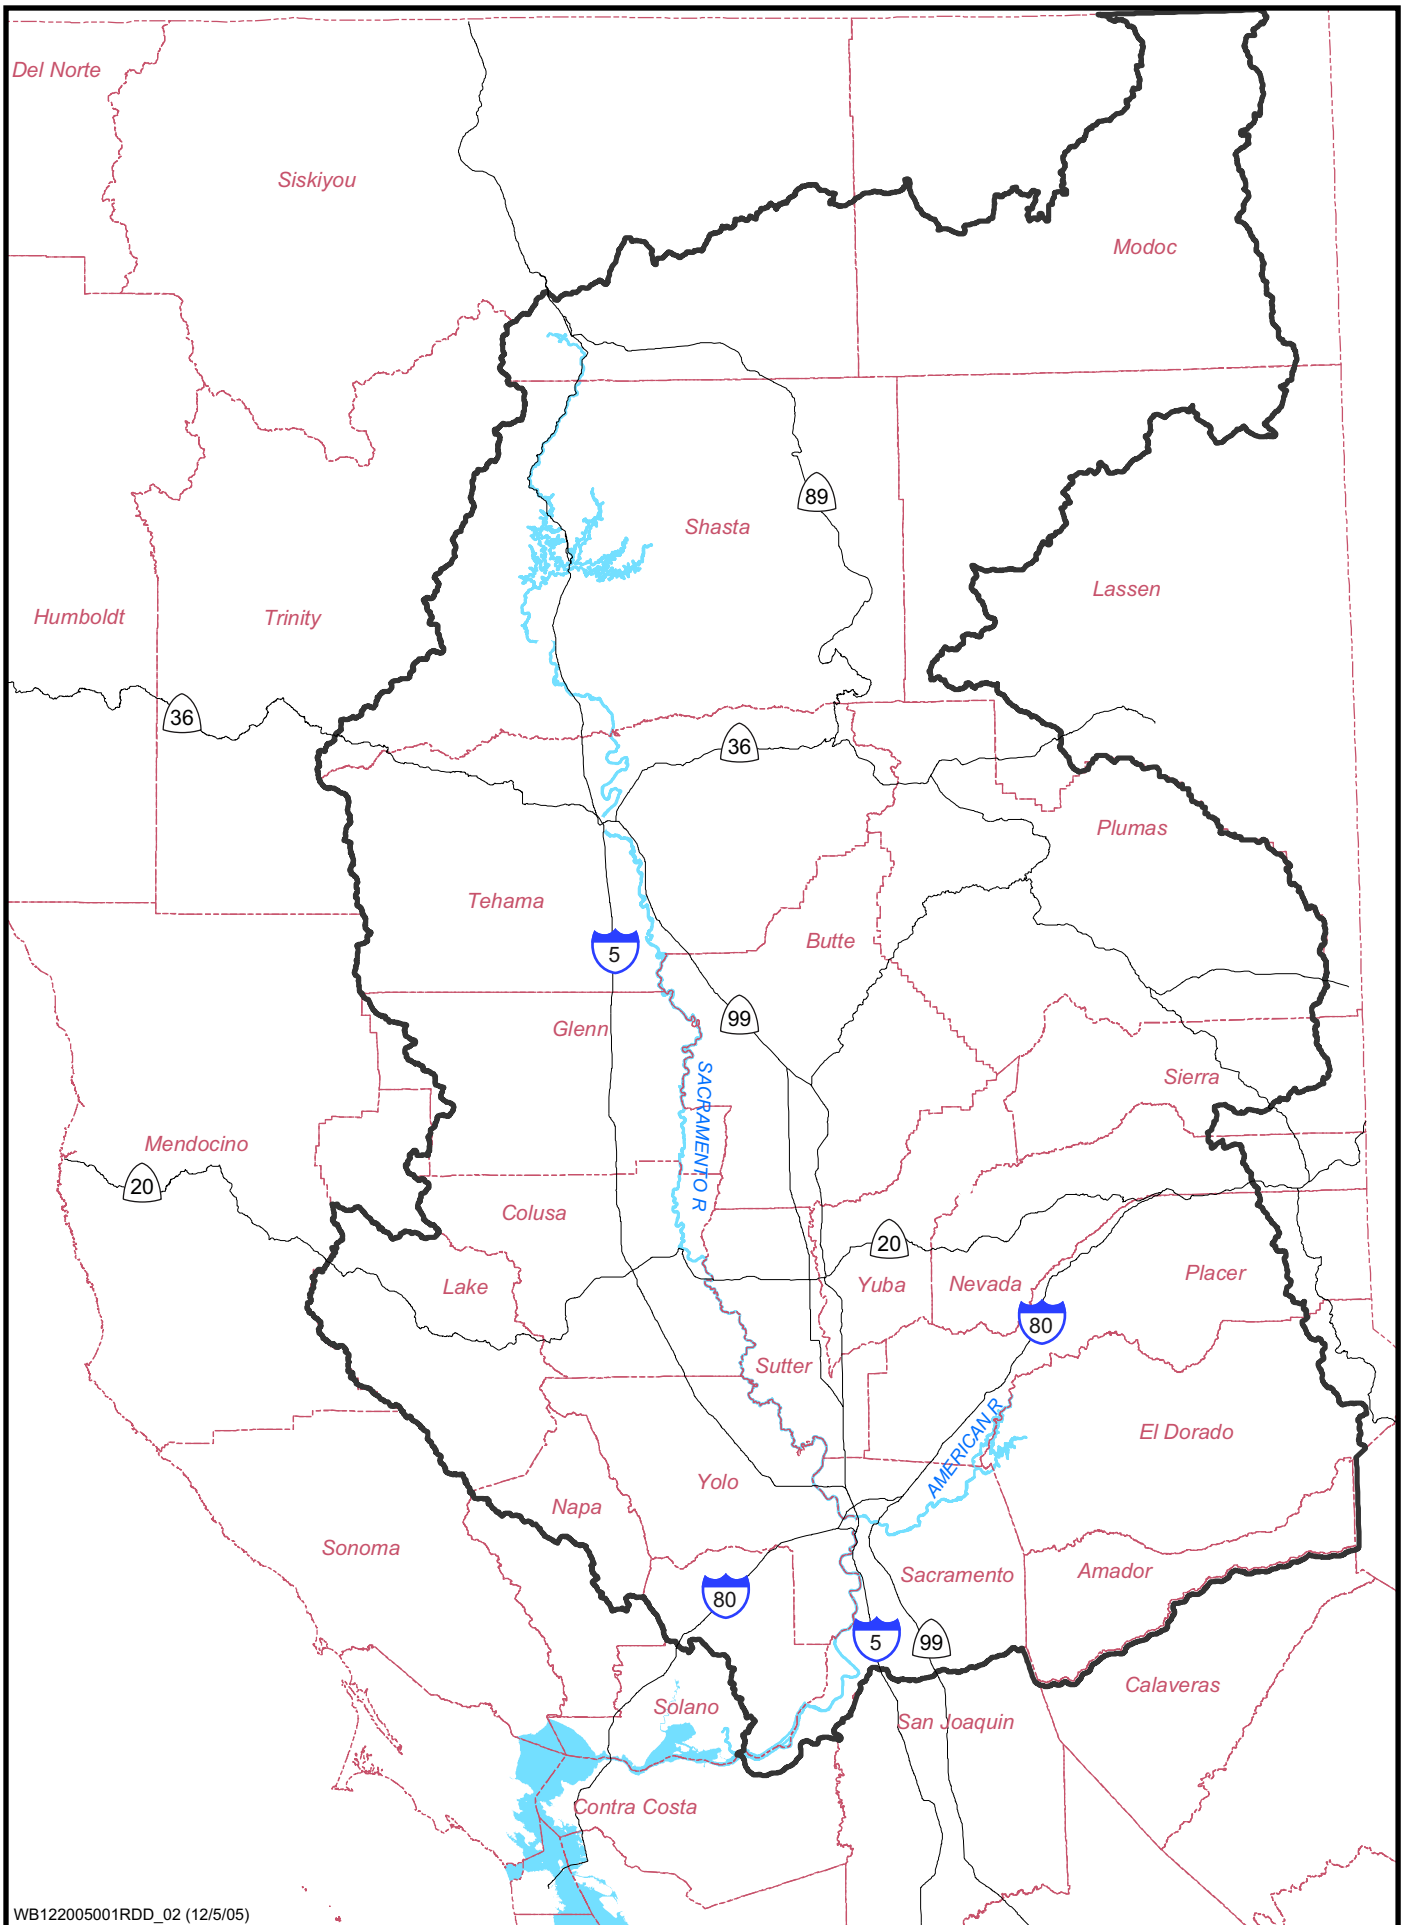 Del Norte
Siskiyou
Modoc
89
Shasta
Lassen
Humboldt
Trinity
36
36
Plumas
Tehama
Butte
5
99
Glenn
SACRAMENTO R
Sierra
Mendocino
20
Colusa
20
Lake
Yuba
Nevada
Placer
80
Sutter
AMERICAN R
El Dorado
Yolo
Napa
Sonoma
Sacramento
Amador
80
5
99
Calaveras
Solano
San Joaquin
Contra Costa
WB122005001RDD_02 (12/5/05)